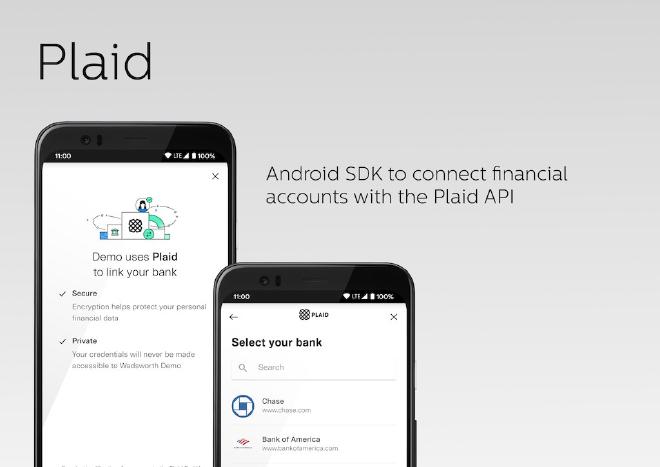 Plaid
Android SDK to connect financial
accounts with the Plaid API
11:00
LTE
100%
Demo uses Plaid
to link your bank
Secure
Encryption helps protect your personal
financial data
Private
Your credentials will never be made
accessible to Wadsworth Demo
11:00
LTE
100%
PLAID
Select your bank
Search
Chase
www.chase.com
Bank of America
www.bankofamerica.com